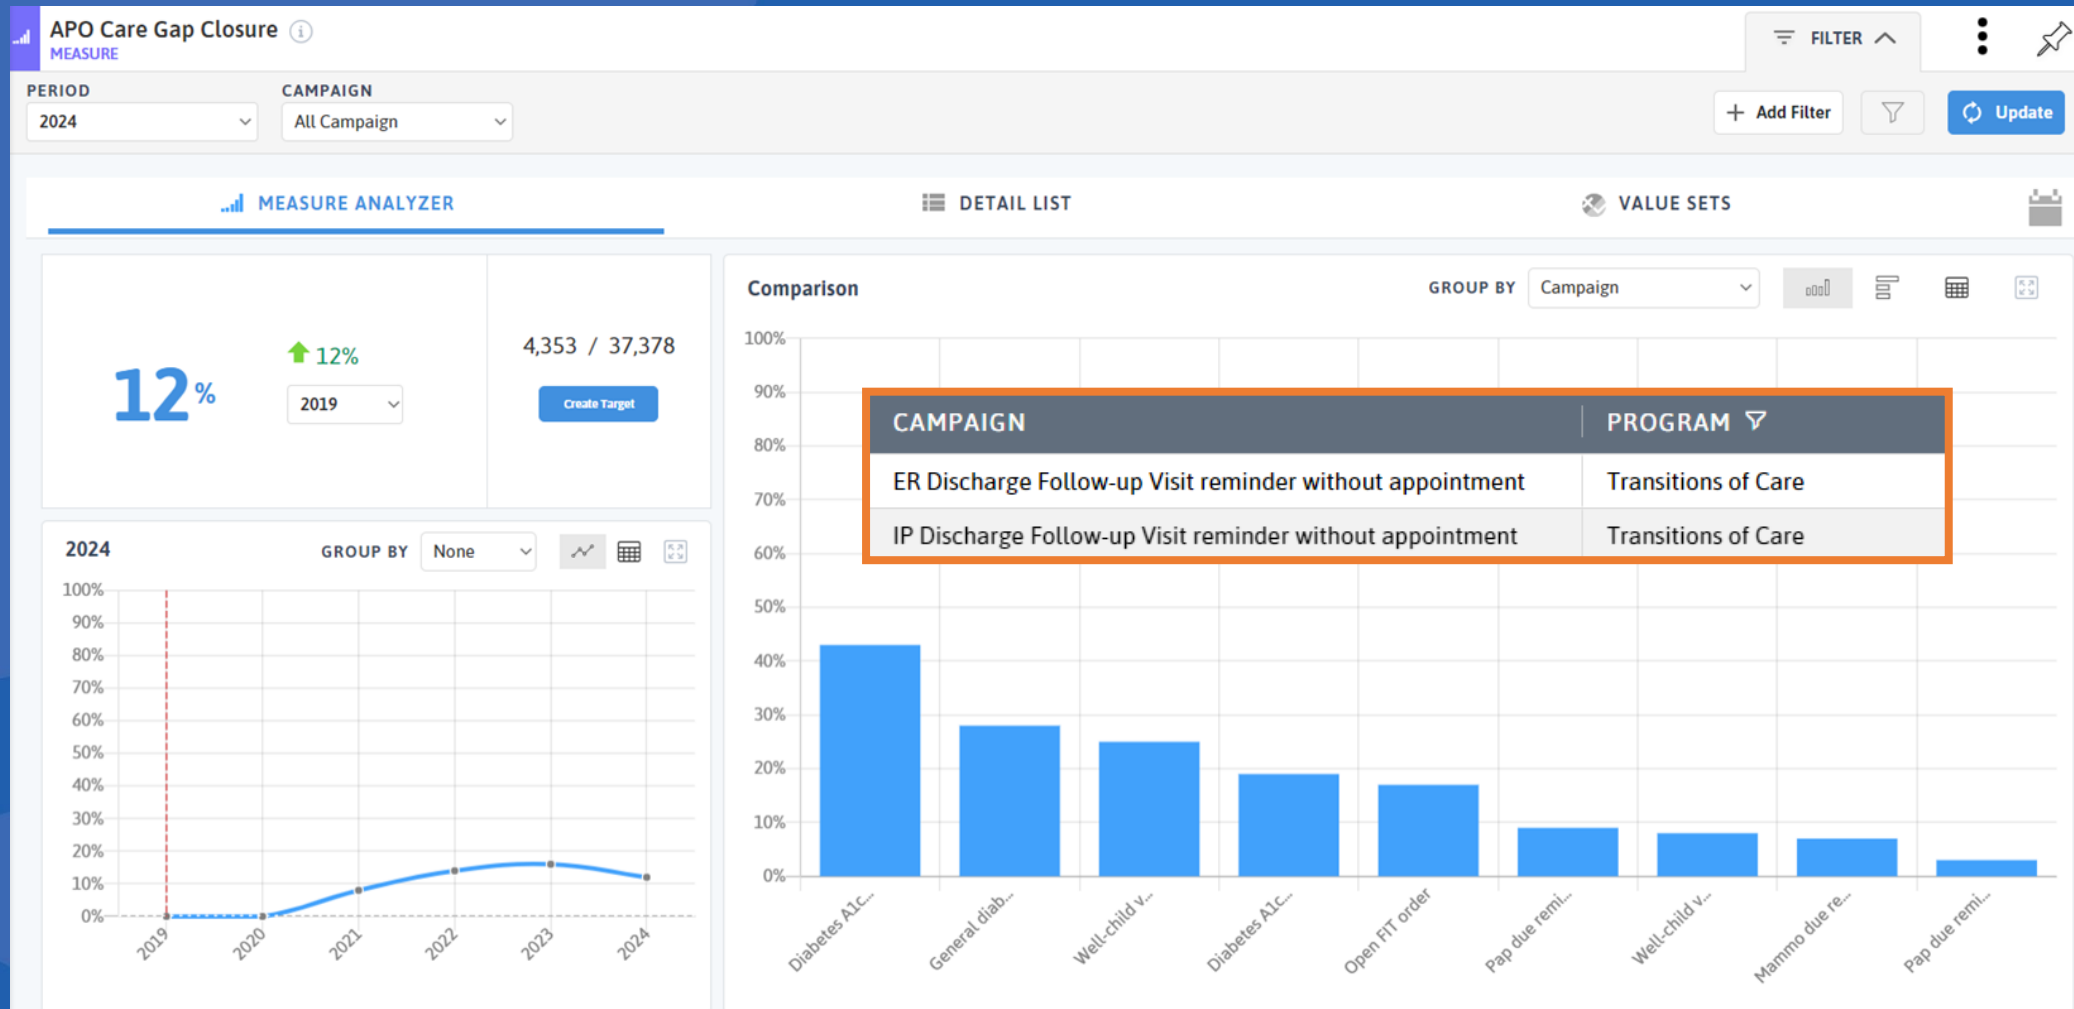 APO Care Gap Closure
MEASURE
FILTER
PERIOD
CAMPAIGN
2024
All Campaign
+ Add Filter
Update
MEASURE ANALYZER
DETAIL LIST
VALUE SETS
12%
12%
2019
4,353 / 37,378
Create Target
Comparison
GROUP BY
Campaign
100%
90%
80%
70%
60%
50%
40%
30%
20%
10%
0%
CAMPAIGN
PROGRAM
ER Discharge Follow-up Visit reminder without appointment
Transitions of Care
IP Discharge Follow-up Visit reminder without appointment
Transitions of Care
Diabetes A1c...
General diab...
Well-child v...
Diabetes A1c...
Open FIT order
Pap due remi...
Well-child v...
Mammo due re...
Pap due remi...
2024
GROUP BY
None
100%
90%
80%
70%
60%
50%
40%
30%
20%
10%
0%
2019
2020
2021
2022
2023
2024